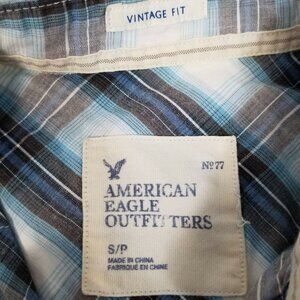 VINTAGE FIT
Nº77
AMERICAN
EAGLE
OUTFITTERS
S/P
MADE IN CHINA
FABRIQUÉ EN CHINE